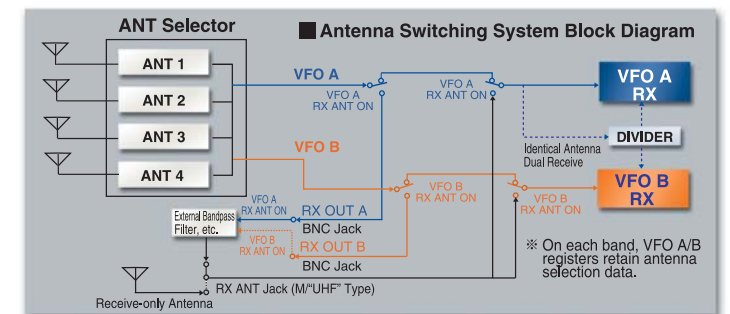 ANT Selector
■ Antenna Switching System Block Diagram
ANT 1
ANT 2
ANT 3
ANT 4
VFO A
VFO A
RX ANT ON
VFO A
RX ANT ON
VFO A
RX
DIVIDER
Identical Antenna
Dual Receive
VFO B
VFO B
RX ANT ON
VFO B
RX ANT ON
VFO B
RX
External Bandpass
Filter, etc.
VFO A
RX ANT ON
RX OUT A
BNC Jack
VFO B
RX ANT ON
RX OUT B
BNC Jack
※ On each band, VFO A/B
registers retain antenna
selection data.
RX ANT Jack (M/“UHF” Type)
Receive-only Antenna